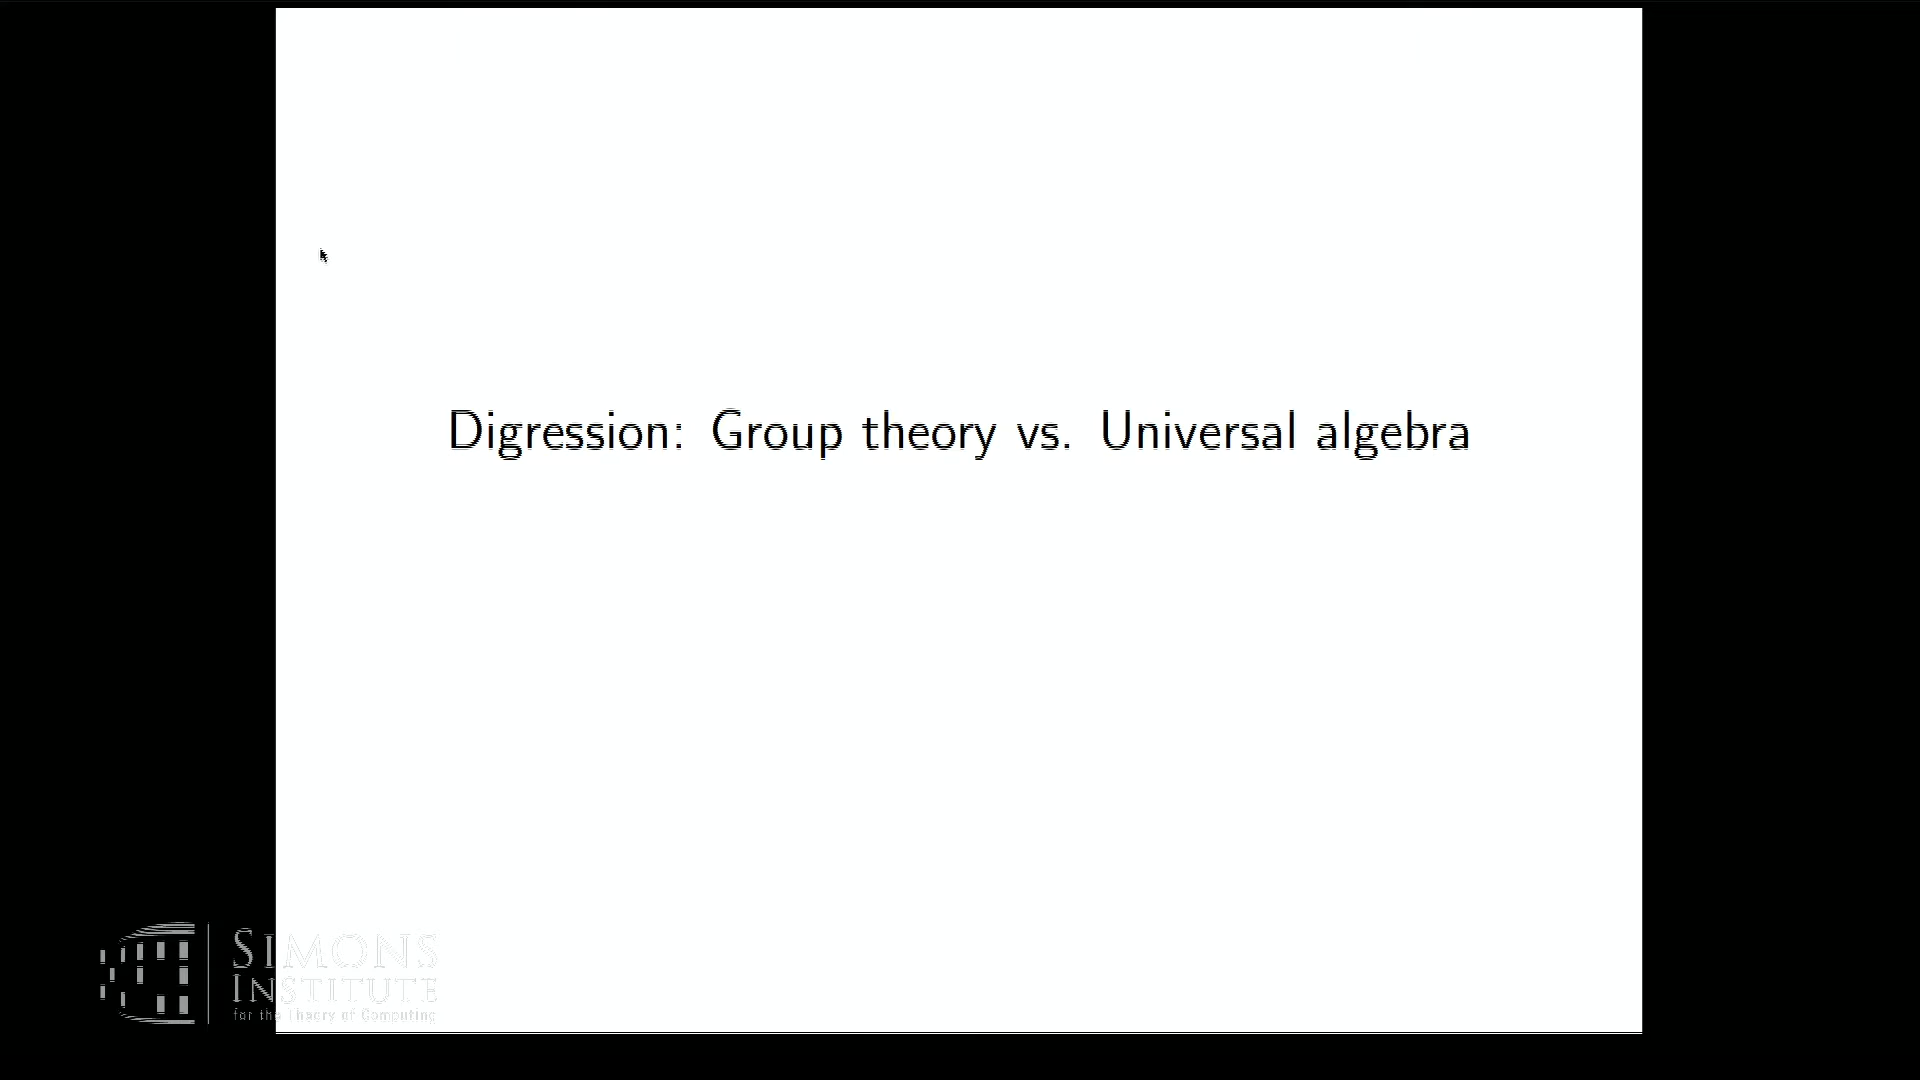 Digression: Group theory vs. Universal algebra
SIMONS
INSTITUTE
for the Theory of Computing